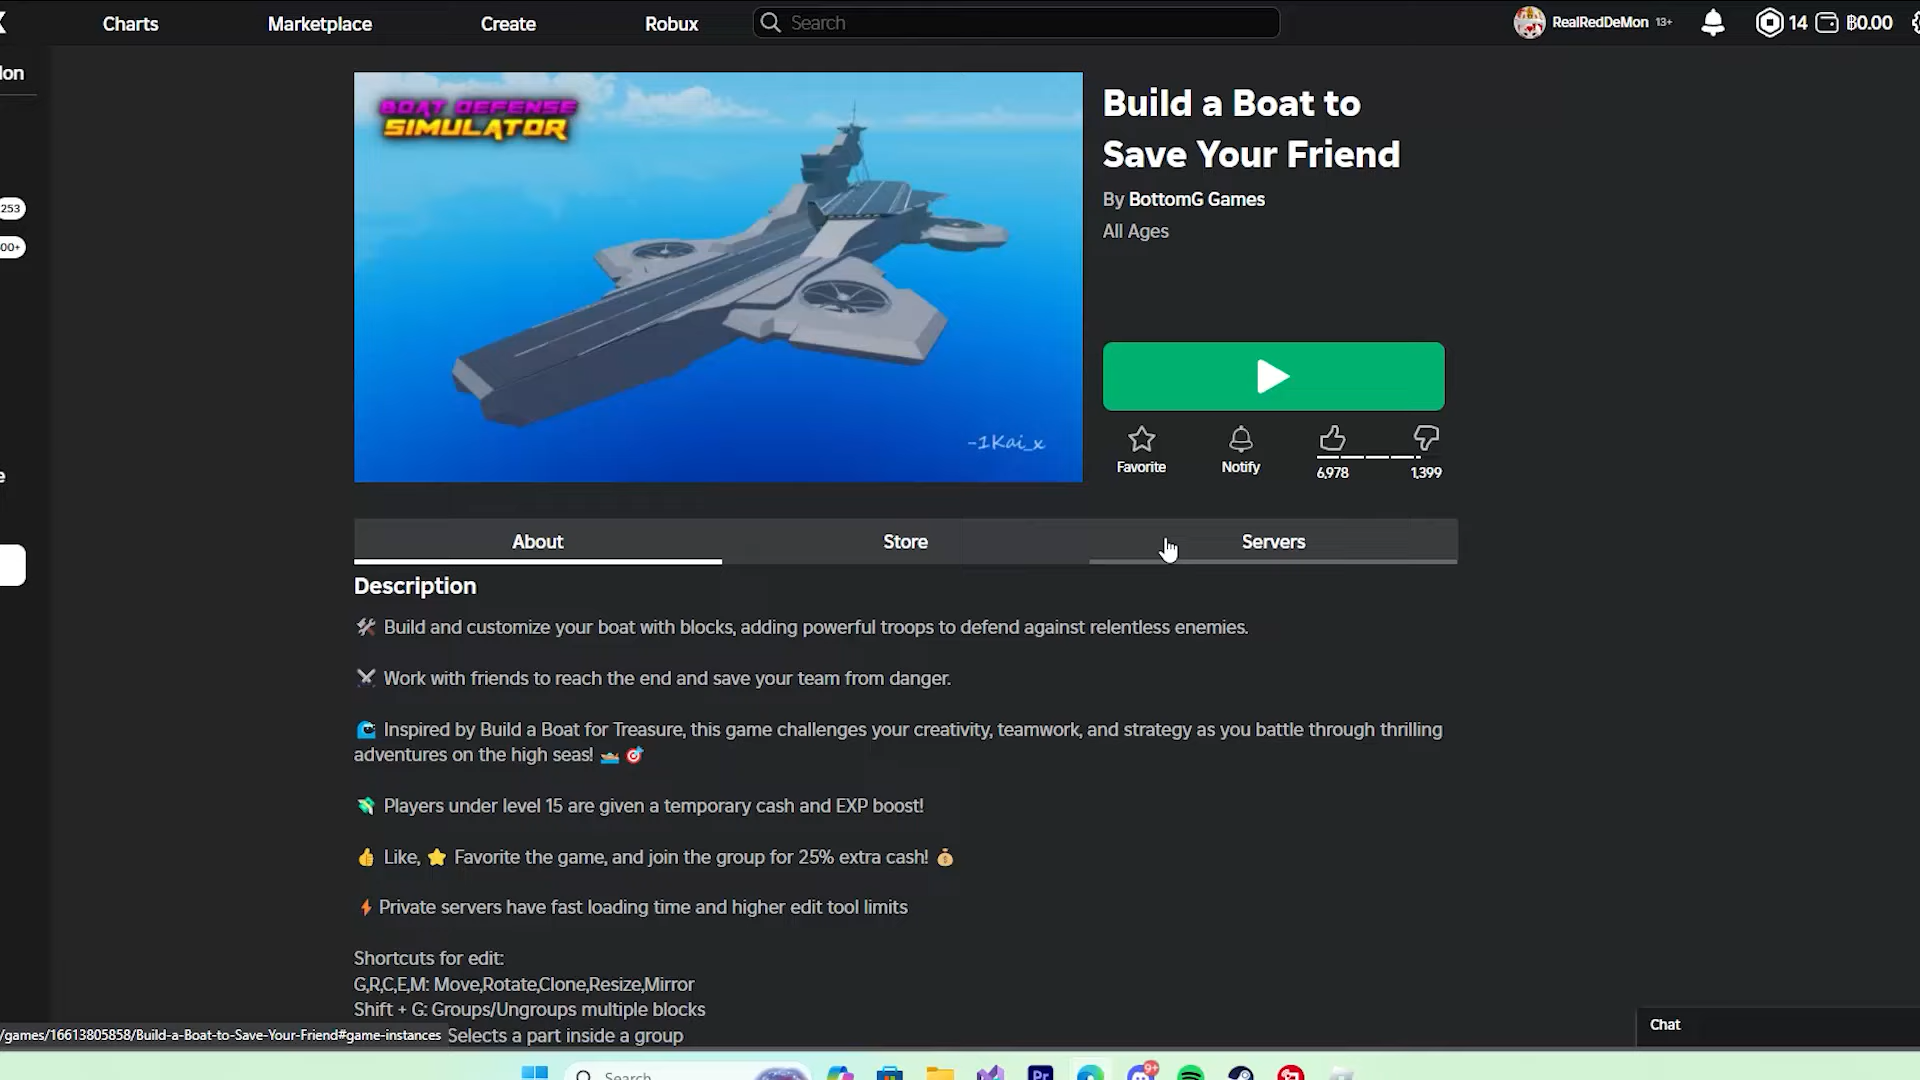 Charts
Marketplace
Create
Robux
Search
RealRedDeMon 13+
14
฿0.00
253
00+
BOAT DEFENSE
SIMULATOR
-1Kai_x
Build a Boat to
Save Your Friend
By BottomG Games
All Ages
Favorite
Notify
6,978
1,399
About
Store
Servers
Description
🛠 Build and customize your boat with blocks, adding powerful troops to defend against relentless enemies.
⚔ Work with friends to reach the end and save your team from danger.
🌊 Inspired by Build a Boat for Treasure, this game challenges your creativity, teamwork, and strategy as you battle through thrilling
adventures on the high seas! 🚤 🎯
💸 Players under level 15 are given a temporary cash and EXP boost!
👍 Like, ⭐ Favorite the game, and join the group for 25% extra cash! 💰
⚡ Private servers have fast loading time and higher edit tool limits
Shortcuts for edit:
G,R,C,E,M: Move,Rotate,Clone,Resize,Mirror
Shift + G: Groups/Ungroups multiple blocks
Selects a part inside a group
/games/16613805858/Build-a-Boat-to-Save-Your-Friend#game-instances
Chat
Search
Pr
9+